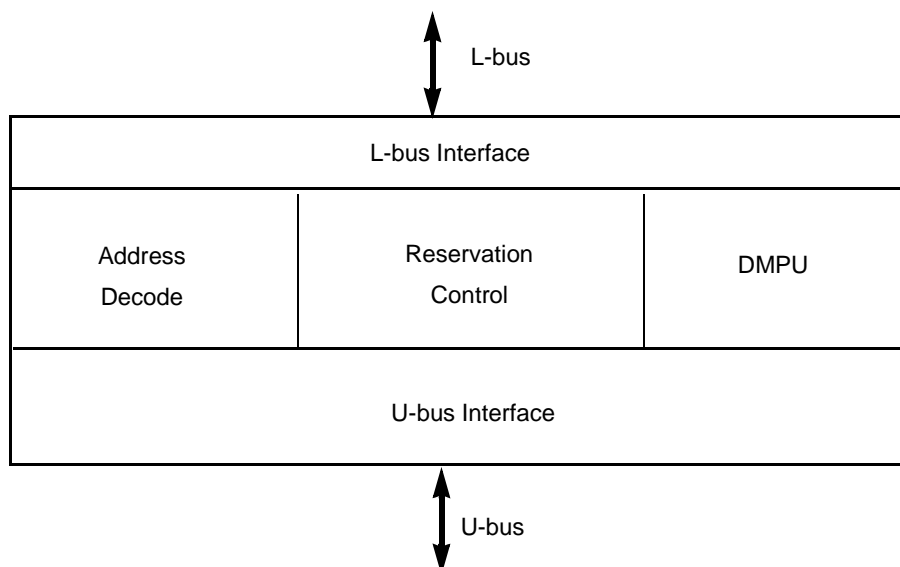 L-bus
L-bus Interface
Address
Decode
Reservation
Control
DMPU
U-bus Interface
U-bus